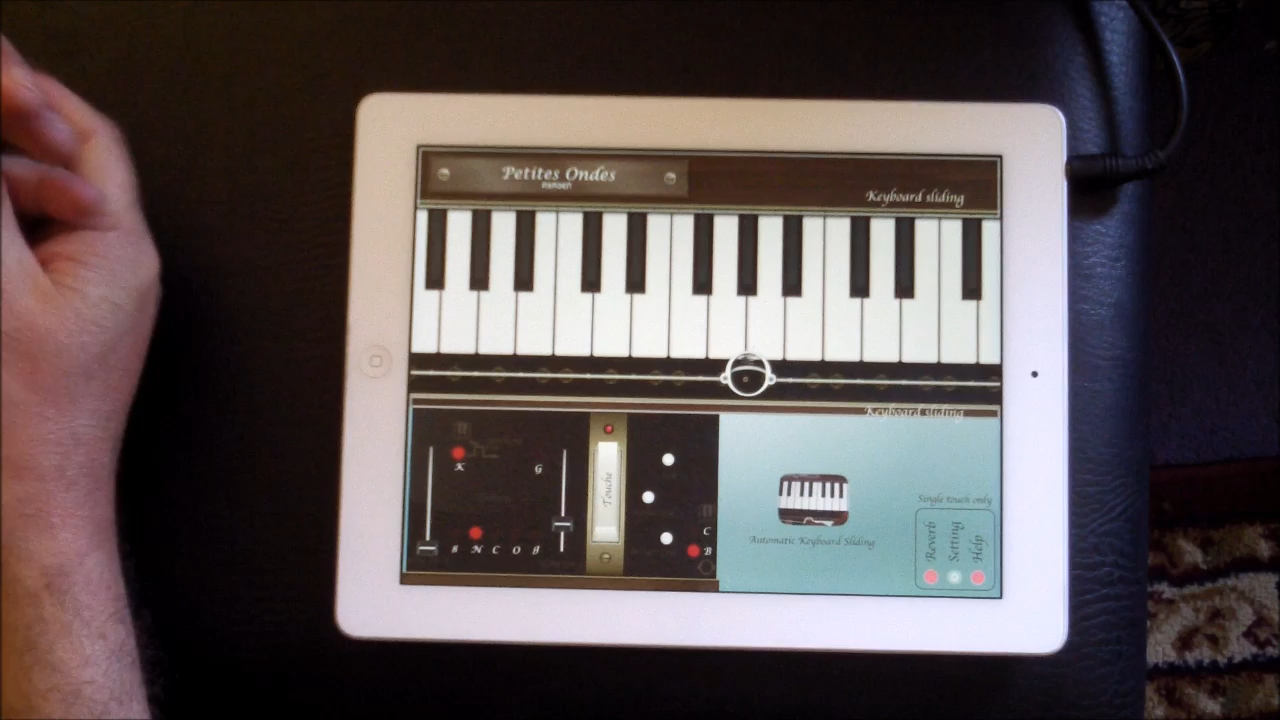 Petites Ondes
Keyboard sliding
Keyboard sliding
K
G
Touche
C
B
N C O
Automatic Keyboard Sliding
Single touch only
Reverb
Setting
Help